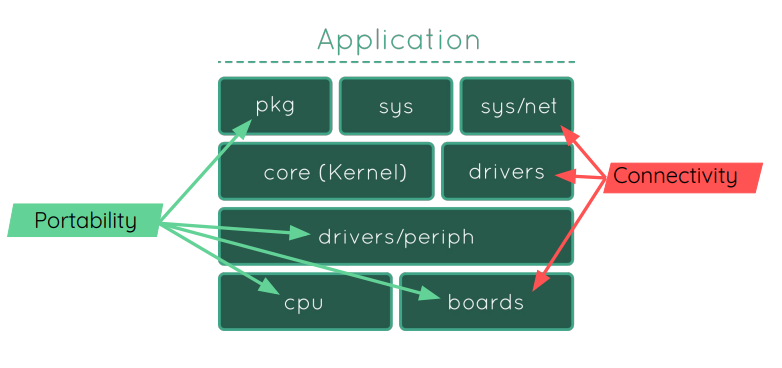 Application
pkg
sys
sys/net
core (Kernel)
drivers
Connectivity
Portability
drivers/periph
cpu
boards